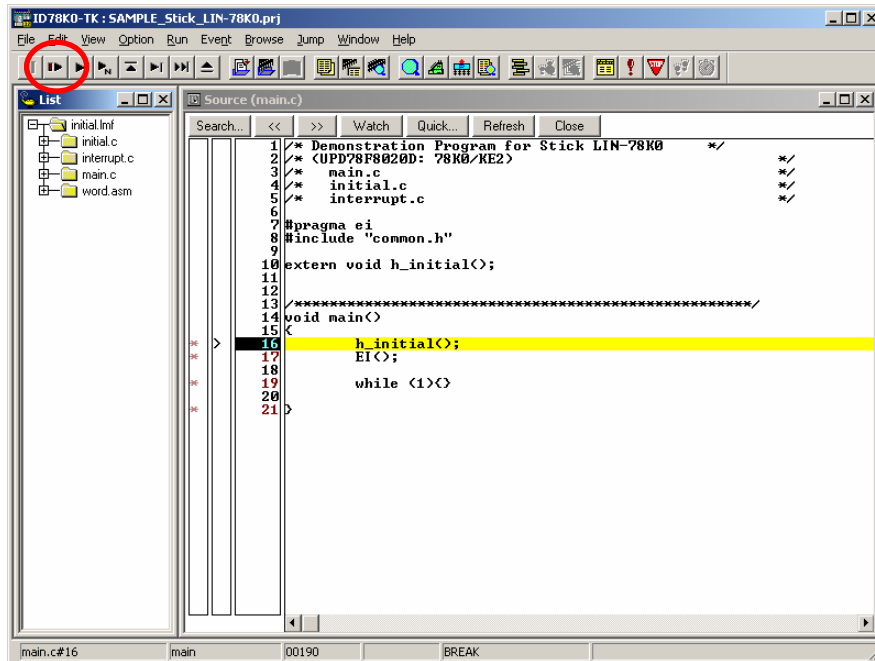 ID78K0-TK : SAMPLE_Stick_LIN-78K0.prj
File Edit View Option Run Event Browse Jump Window Help
List
Source (main.c)
initial.lmf
initial.c
interrupt.c
main.c
word.asm
Search... << >> Watch Quick... Refresh Close
1 /* Demonstration Program for Stick LIN-78K0 */
2 /* (UPD78F8020D: 78K0/KE2) */
3 /* main.c */
4 /* initial.c */
5 /* interrupt.c */
6
7 #pragma ei
8 #include "common.h"
9
10 extern void h_initial();
11
12
13 /****************************************************/
14 void main()
15 {
* > 16 h_initial();
* 17 EI();
18
* 19 while (1){}
20
* 21 }
main.c#16 main 00190 BREAK